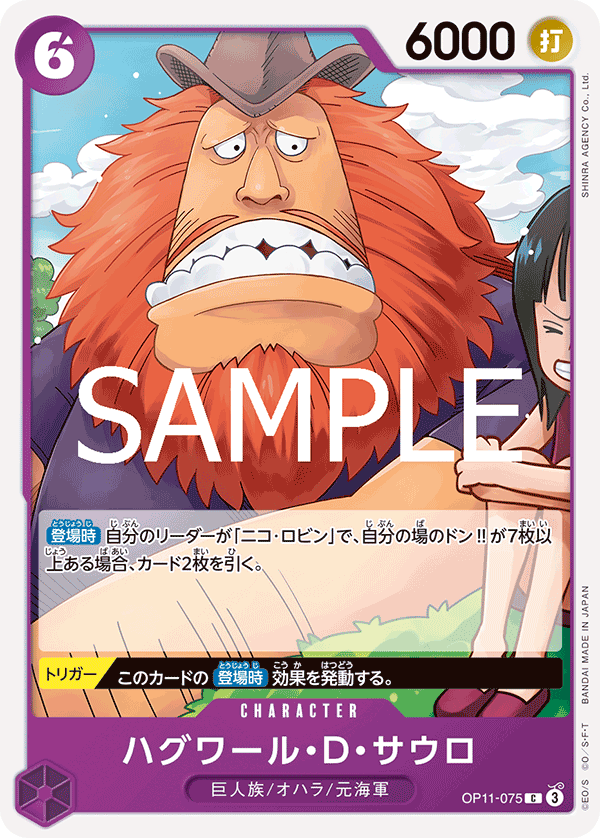 6
6000 打
SHINRA AGENCY Co., Ltd.
SAMPLE
登場時 自分のリーダーが「ニコ・ロビン」で、自分の場のドン!!が7枚以
上ある場合、カード2枚を引く。
トリガー このカードの 登場時 効果を発動する。
CHARACTER
ハグワール・D・サウロ
巨人族/オハラ/元海軍
OP11-075 C 3
©E.O/S ©O/S・F・T BANDAI MADE IN JAPAN